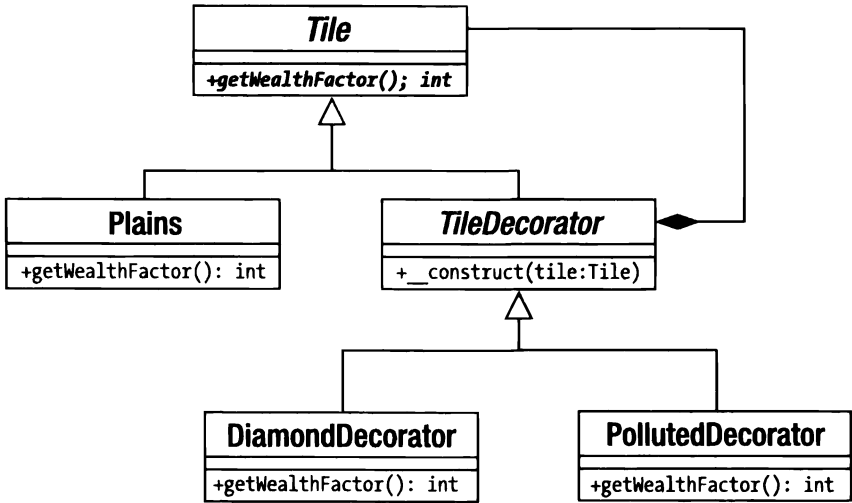 Tile
+getWealthFactor(); int
Plains
+getWealthFactor(): int
TileDecorator
+__construct(tile:Tile)
DiamondDecorator
+getWealthFactor(): int
PollutedDecorator
+getWealthFactor(): int